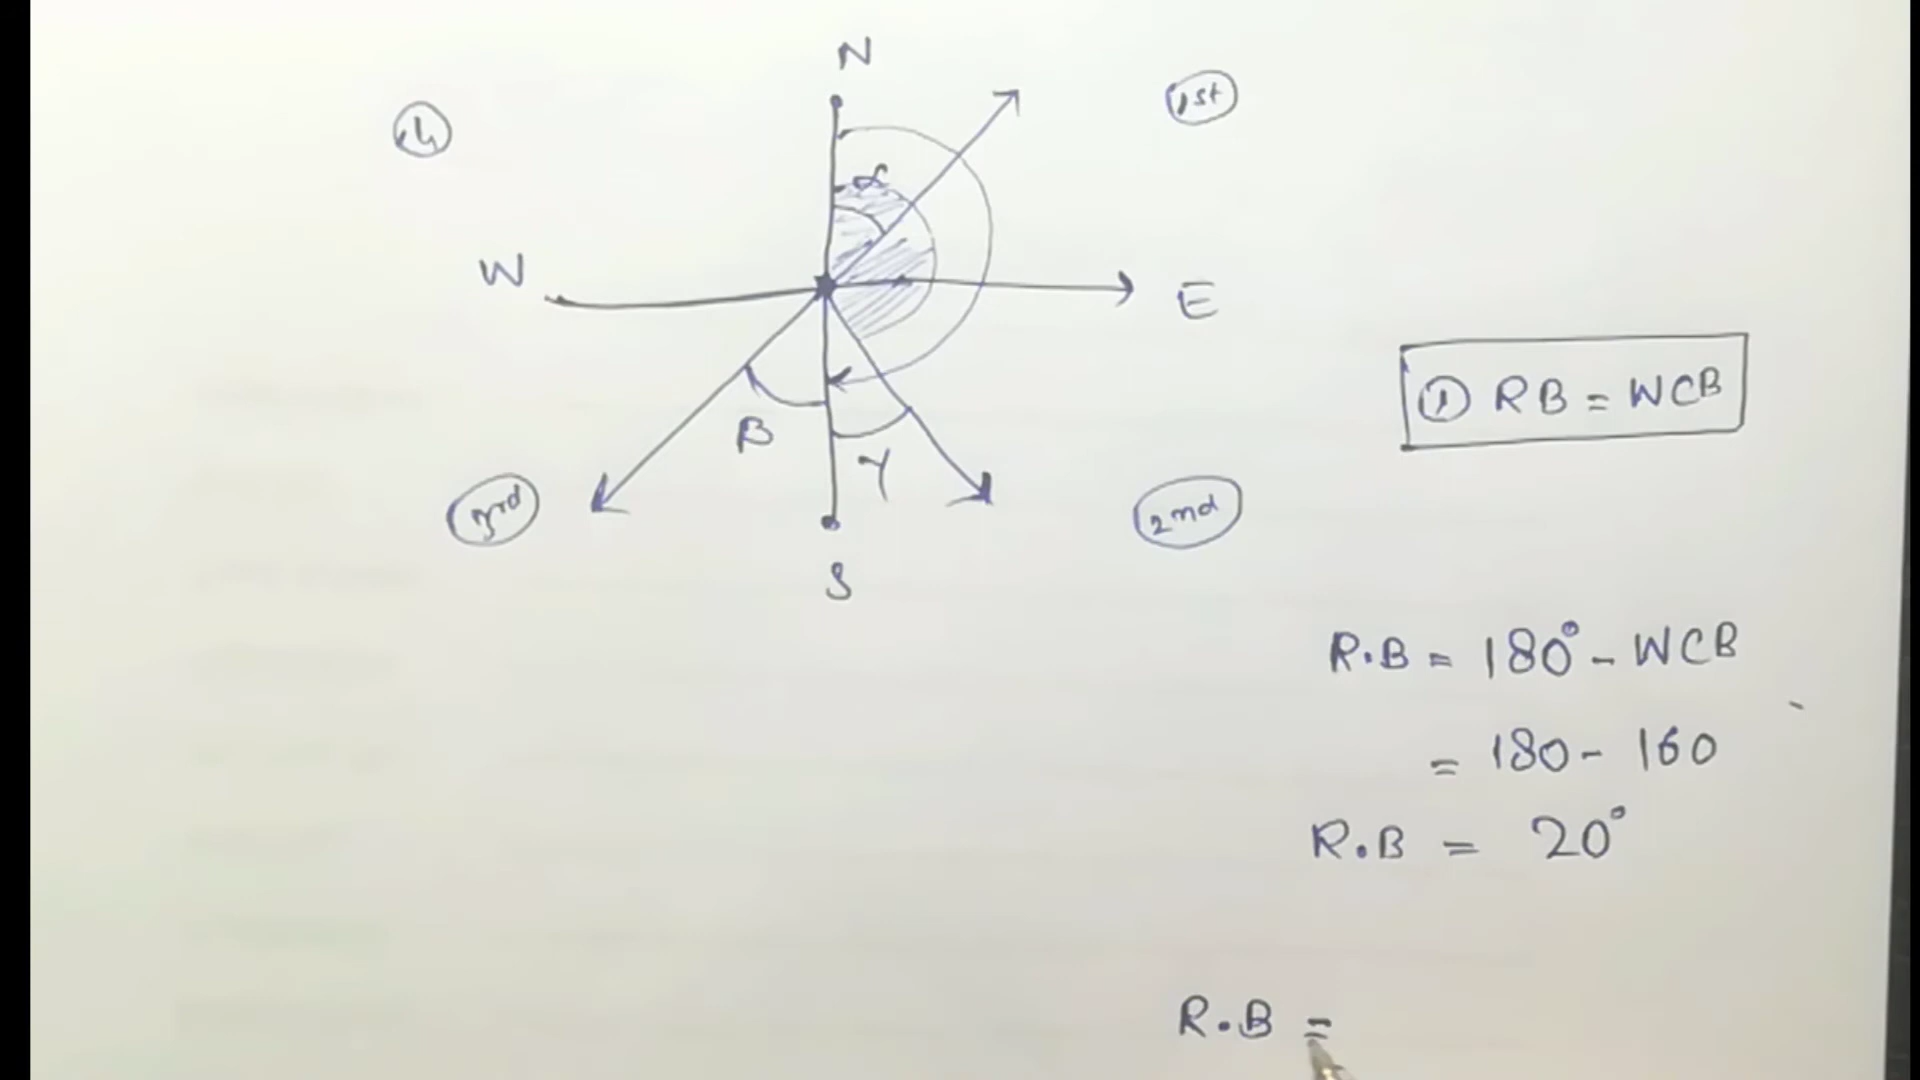 N
1st
4
α
W
E
① RB = WCB
β
γ
3rd
2nd
S
R.B = 180° - WCB
= 180 - 160
R.B = 20°
R.B =